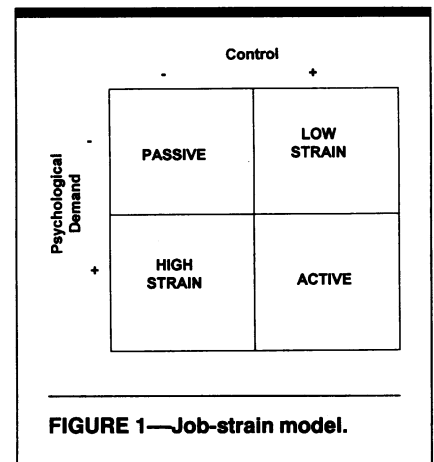 Control
- +
Psychological
Demand
-
PASSIVE
LOW
STRAIN
+
HIGH
STRAIN
ACTIVE
FIGURE 1—Job-strain model.